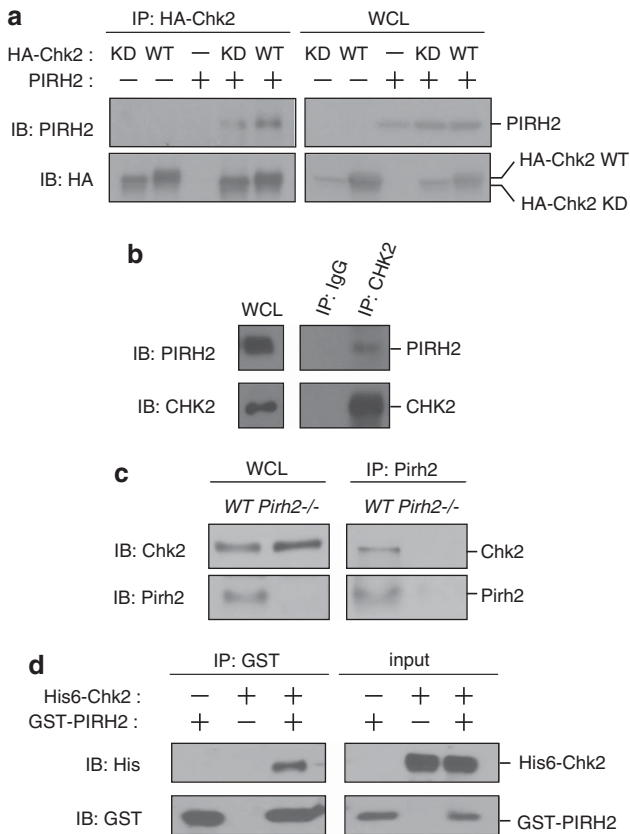 a
IP: HA-Chk2 WCL
HA-Chk2 : KD WT — KD WT KD WT — KD WT
PIRH2 : — — + + + — — + + +
IB: PIRH2 PIRH2
IB: HA HA-Chk2 WT
HA-Chk2 KD
b
WCL IP: IgG IP: CHK2
IB: PIRH2 PIRH2
IB: CHK2 CHK2
c
WCL IP: Pirh2
WT Pirh2-/- WT Pirh2-/-
IB: Chk2 Chk2
IB: Pirh2 Pirh2
d
IP: GST input
His6-Chk2 : — + + — + +
GST-PIRH2 : + — + + — +
IB: His His6-Chk2
IB: GST GST-PIRH2